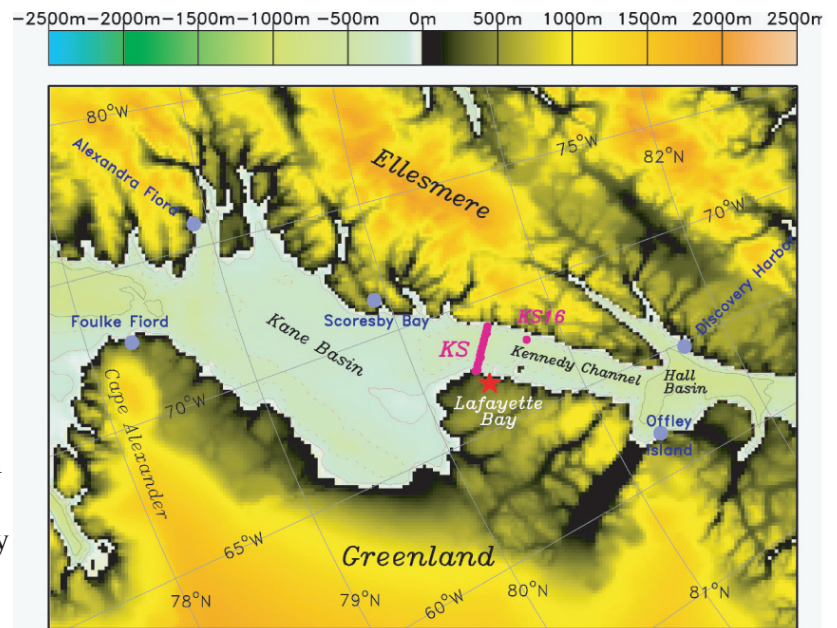 −2500m −2000m −1500m −1000m −500m 0m 500m 1000m 1500m 2000m 2500m
80°W
Alexandra Fiord
Ellesmere
75°W
82°N
70°W
Discovery Harbor
Foulke Fiord
Scoresby Bay
KS16
Kane Basin
KS
Kennedy Channel
Hall
Basin
Cape Alexander
70°W
Lafayette
Bay
Offley
Island
65°W
Greenland
78°N
79°N
60°W
80°N
81°N
y